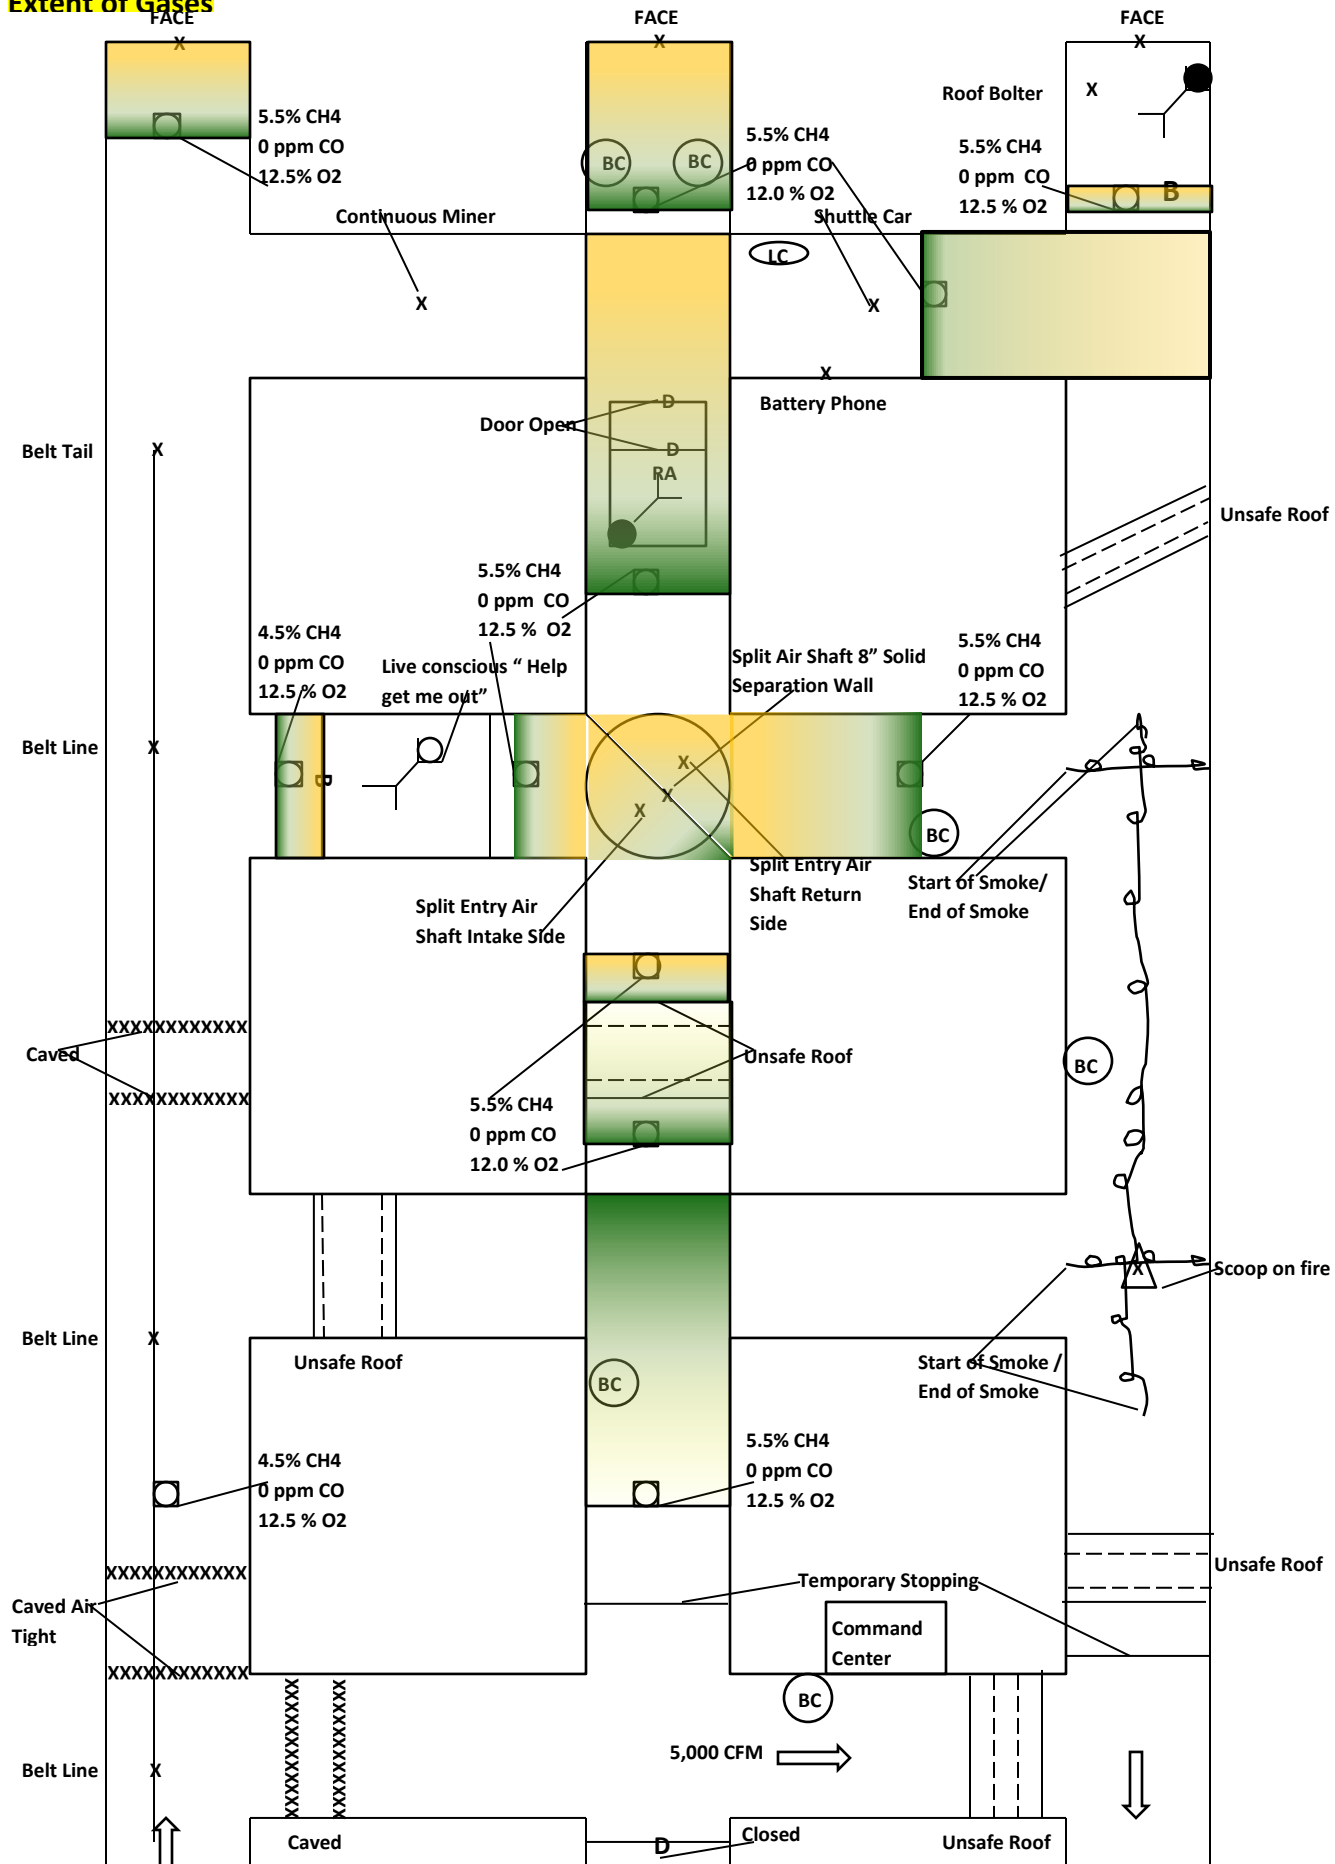 Extent of Gases
FACE
FACE
FACE
X
X
X
Roof Bolter
X
5.5% CH4
0 ppm CO
12.5% O2
5.5% CH4
0 ppm CO
12.0 % O2
5.5% CH4
0 ppm CO
12.5 % O2
BC
BC
B
Continuous Miner
Shuttle Car
LC
X
X
X
Battery Phone
Door Open
D
D
RA
Belt Tail
X
Unsafe Roof
5.5% CH4
0 ppm CO
12.5 % O2
4.5% CH4
0 ppm CO
12.5 % O2
Live conscious “ Help
get me out”
Split Air Shaft 8” Solid
Separation Wall
5.5% CH4
0 ppm CO
12.5 % O2
Belt Line
X
B
X
X
X
BC
Split Entry Air
Shaft Return
Side
Start of Smoke/
End of Smoke
Split Entry Air
Shaft Intake Side
XXXXXXXXXXXX
Caved
XXXXXXXXXXXX
Unsafe Roof
BC
5.5% CH4
0 ppm CO
12.0 % O2
X
Scoop on fire
Belt Line
X
Unsafe Roof
BC
Start of Smoke /
End of Smoke
4.5% CH4
0 ppm CO
12.5 % O2
5.5% CH4
0 ppm CO
12.5 % O2
XXXXXXXXXXXX
Unsafe Roof
Caved Air
Tight
Temporary Stopping
Command
Center
XXXXXXXXXXXX
BC
XXXXXXXXXXXX
XXXXXXXXXXXX
5,000 CFM
Belt Line
X
Caved
D
Closed
Unsafe Roof